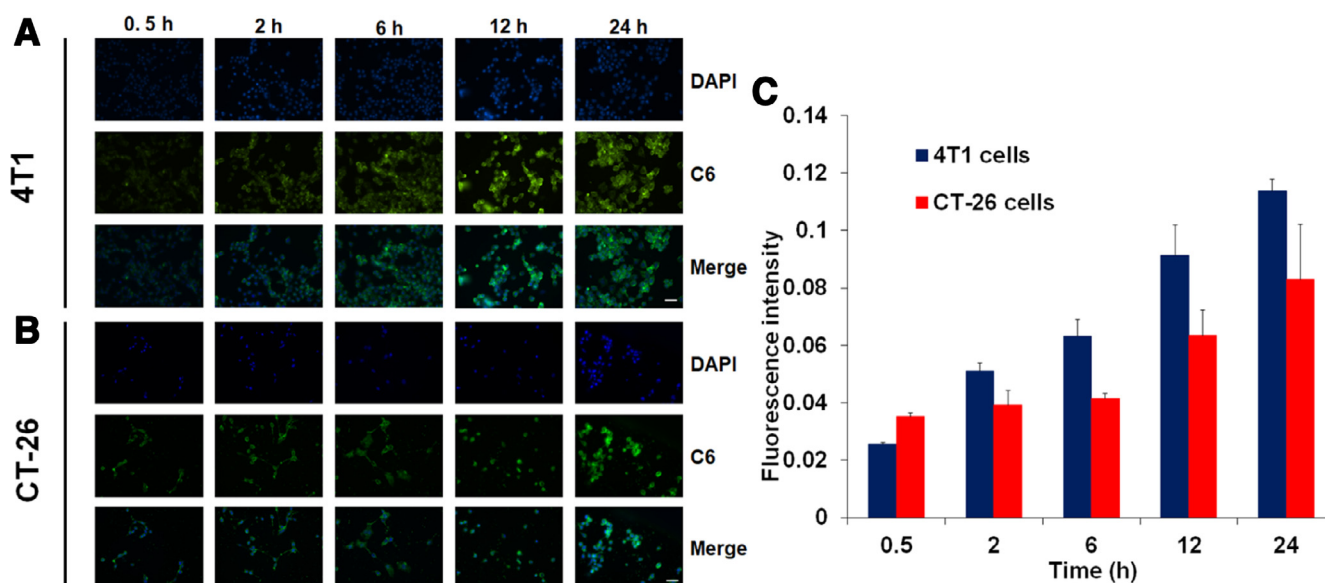 A
0. 5 h 2 h 6 h 12 h 24 h
4T1
DAPI
C6
Merge
B
CT-26
DAPI
C6
Merge
C
0.14
0.12
0.1
0.08
0.06
0.04
0.02
0
Fluorescence intensity
4T1 cells
CT-26 cells
0.5 2 6 12 24
Time (h)